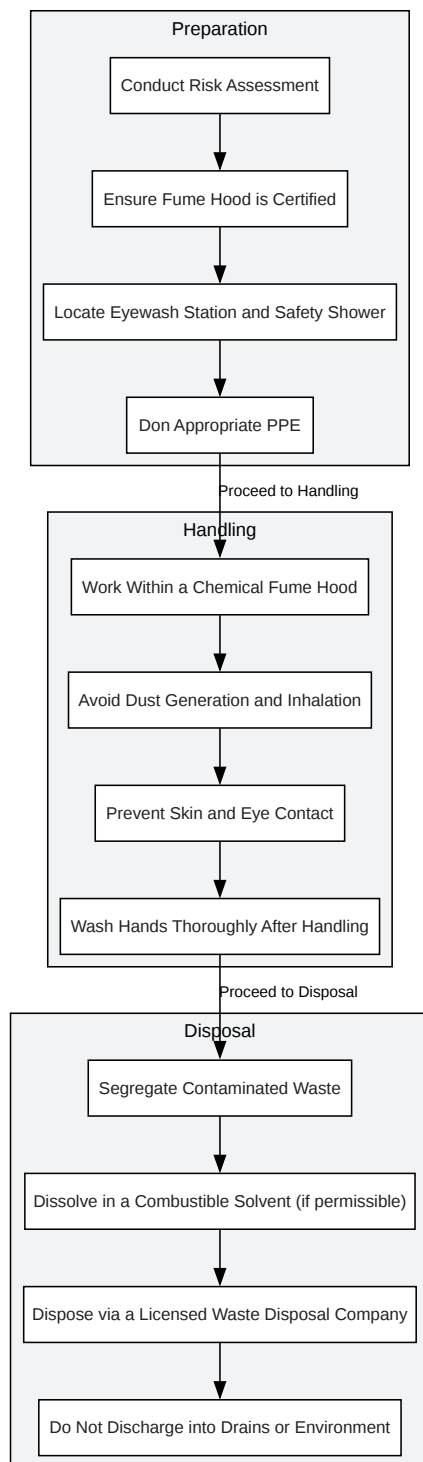 Preparation
Conduct Risk Assessment
Ensure Fume Hood is Certified
Locate Eyewash Station and Safety Shower
Don Appropriate PPE
Proceed to Handling
Handling
Work Within a Chemical Fume Hood
Avoid Dust Generation and Inhalation
Prevent Skin and Eye Contact
Wash Hands Thoroughly After Handling
Proceed to Disposal
Disposal
Segregate Contaminated Waste
Dissolve in a Combustible Solvent (if permissible)
Dispose via a Licensed Waste Disposal Company
Do Not Discharge into Drains or Environment